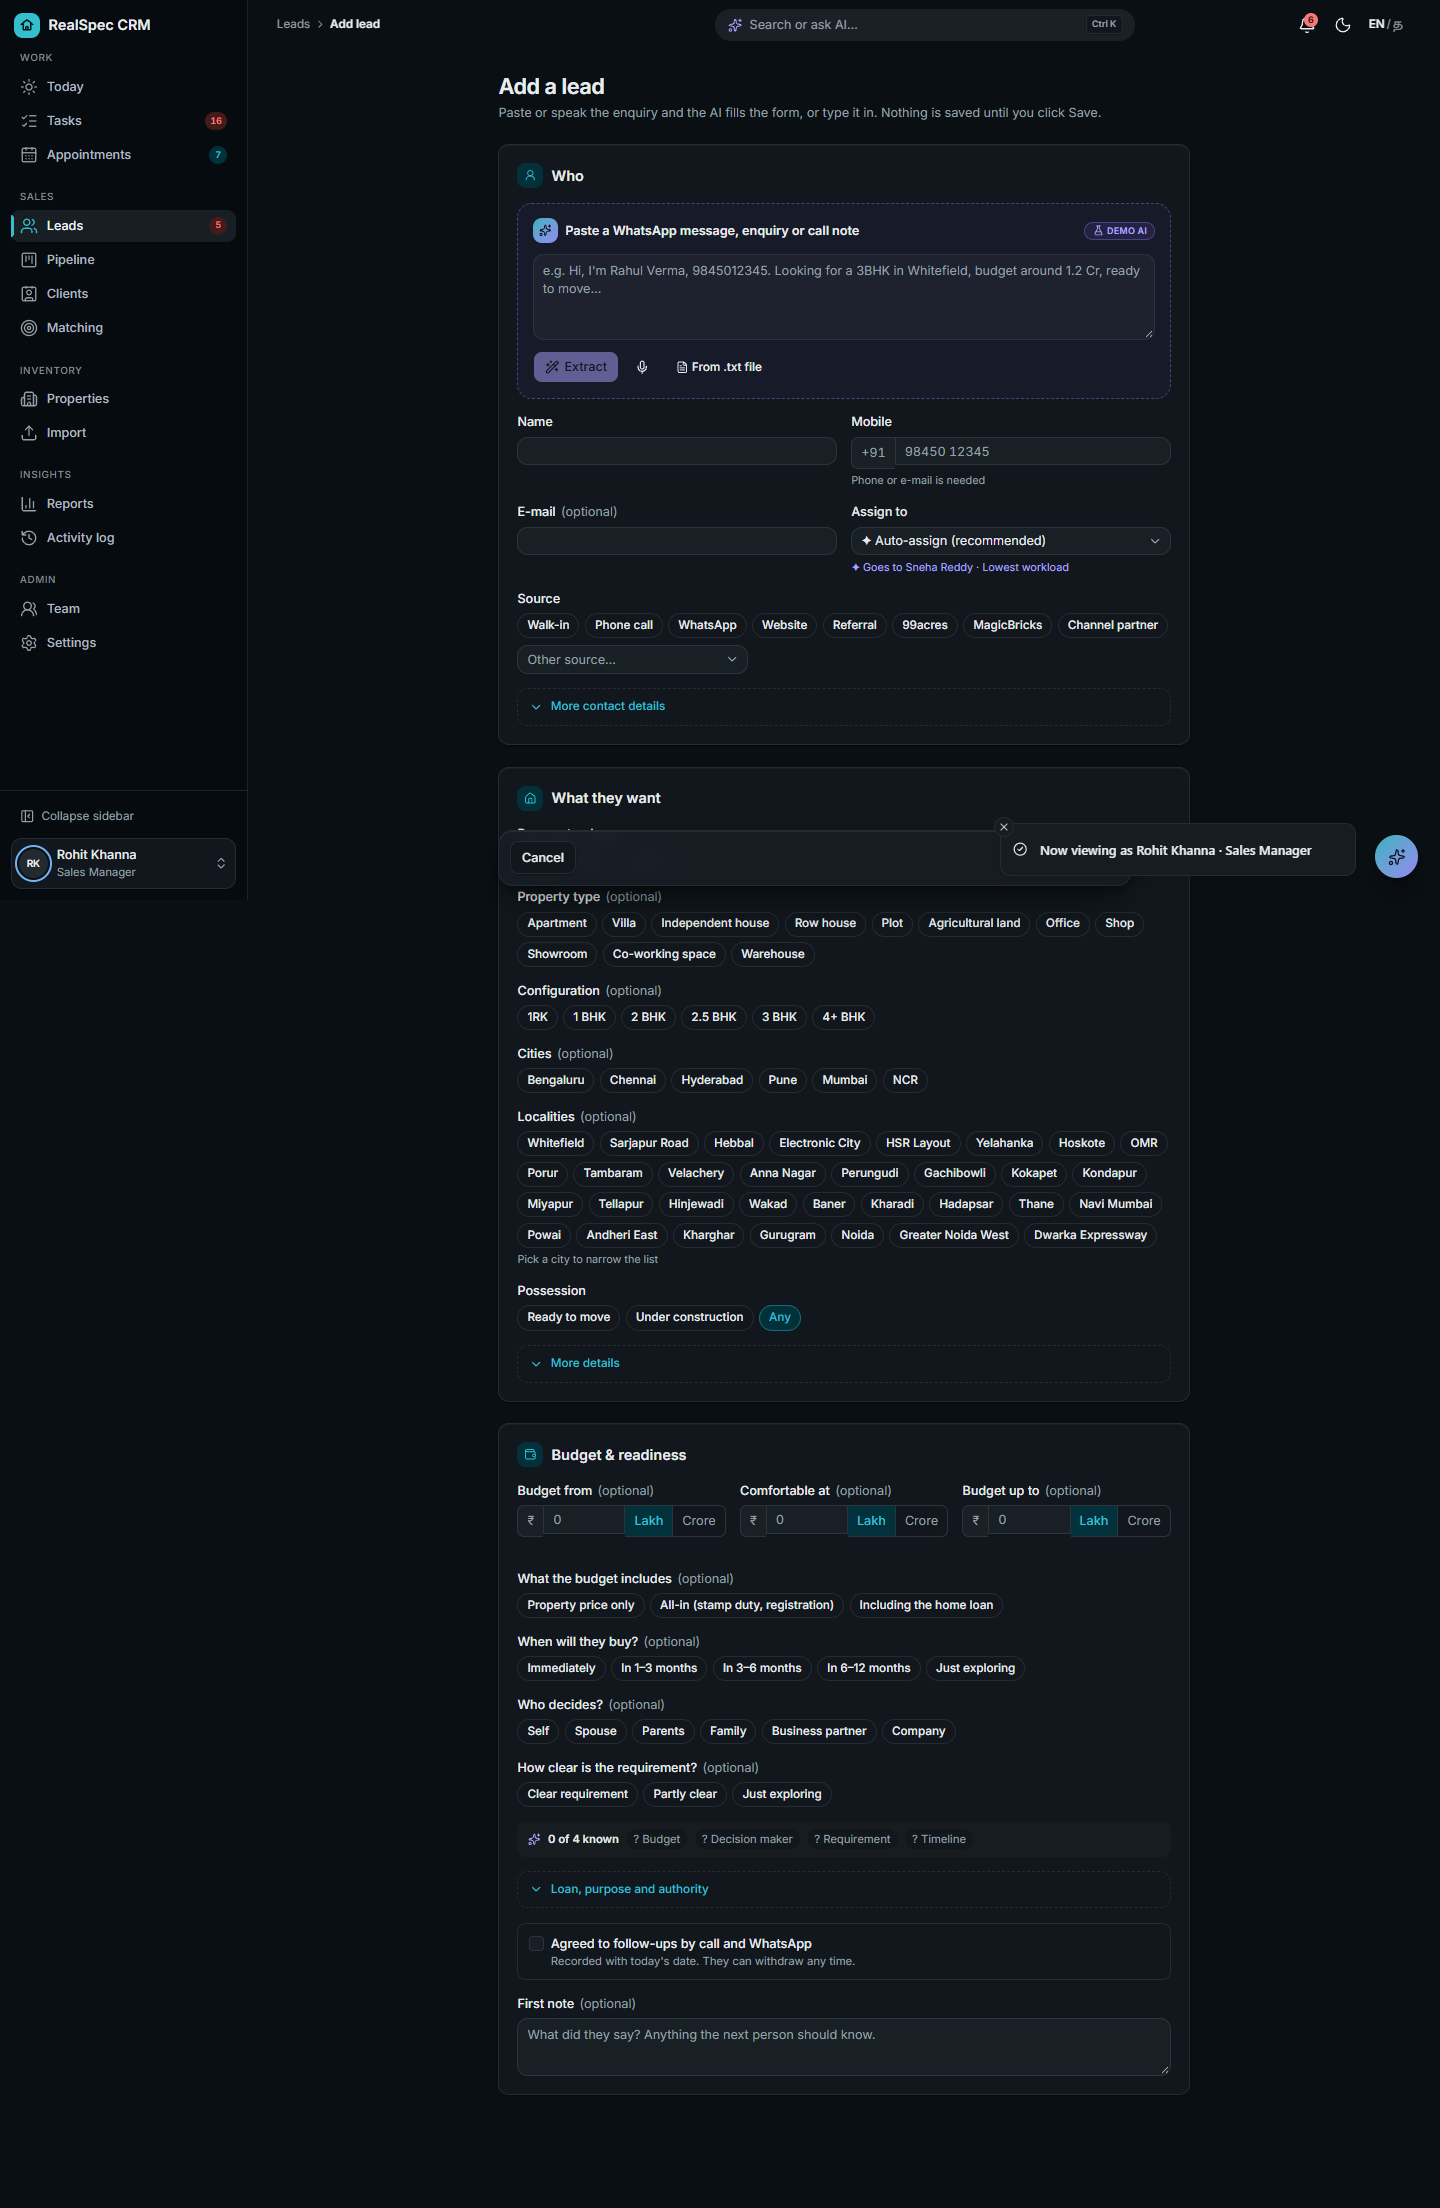 RealSpec CRM
WORK
Today
Tasks 16
Appointments 7
SALES
Leads 5
Pipeline
Clients
Matching
INVENTORY
Properties
Import
INSIGHTS
Reports
Activity log
ADMIN
Team
Settings
Collapse sidebar
RK
Rohit Khanna
Sales Manager
Leads > Add lead
Search or ask AI... Ctrl K
6
EN / த
Add a lead
Paste or speak the enquiry and the AI fills the form, or type it in. Nothing is saved until you click Save.
Who
Paste a WhatsApp message, enquiry or call note DEMO AI
e.g. Hi, I'm Rahul Verma, 9845012345. Looking for a 3BHK in Whitefield, budget around 1.2 Cr, ready
to move...
Extract From .txt file
Name Mobile
+91 98450 12345
Phone or e-mail is needed
E-mail (optional) Assign to
✦ Auto-assign (recommended)
✦ Goes to Sneha Reddy · Lowest workload
Source
Walk-in Phone call WhatsApp Website Referral 99acres MagicBricks Channel partner
Other source...
More contact details
What they want
Cancel
Now viewing as Rohit Khanna · Sales Manager
Property type (optional)
Apartment Villa Independent house Row house Plot Agricultural land Office Shop
Showroom Co-working space Warehouse
Configuration (optional)
1RK 1 BHK 2 BHK 2.5 BHK 3 BHK 4+ BHK
Cities (optional)
Bengaluru Chennai Hyderabad Pune Mumbai NCR
Localities (optional)
Whitefield Sarjapur Road Hebbal Electronic City HSR Layout Yelahanka Hoskote OMR
Porur Tambaram Velachery Anna Nagar Perungudi Gachibowli Kokapet Kondapur
Miyapur Tellapur Hinjewadi Wakad Baner Kharadi Hadapsar Thane Navi Mumbai
Powai Andheri East Kharghar Gurugram Noida Greater Noida West Dwarka Expressway
Pick a city to narrow the list
Possession
Ready to move Under construction Any
More details
Budget & readiness
Budget from (optional) Comfortable at (optional) Budget up to (optional)
₹ 0 Lakh Crore ₹ 0 Lakh Crore ₹ 0 Lakh Crore
What the budget includes (optional)
Property price only All-in (stamp duty, registration) Including the home loan
When will they buy? (optional)
Immediately In 1–3 months In 3–6 months In 6–12 months Just exploring
Who decides? (optional)
Self Spouse Parents Family Business partner Company
How clear is the requirement? (optional)
Clear requirement Partly clear Just exploring
0 of 4 known ? Budget ? Decision maker ? Requirement ? Timeline
Loan, purpose and authority
Agreed to follow-ups by call and WhatsApp
Recorded with today's date. They can withdraw any time.
First note (optional)
What did they say? Anything the next person should know.